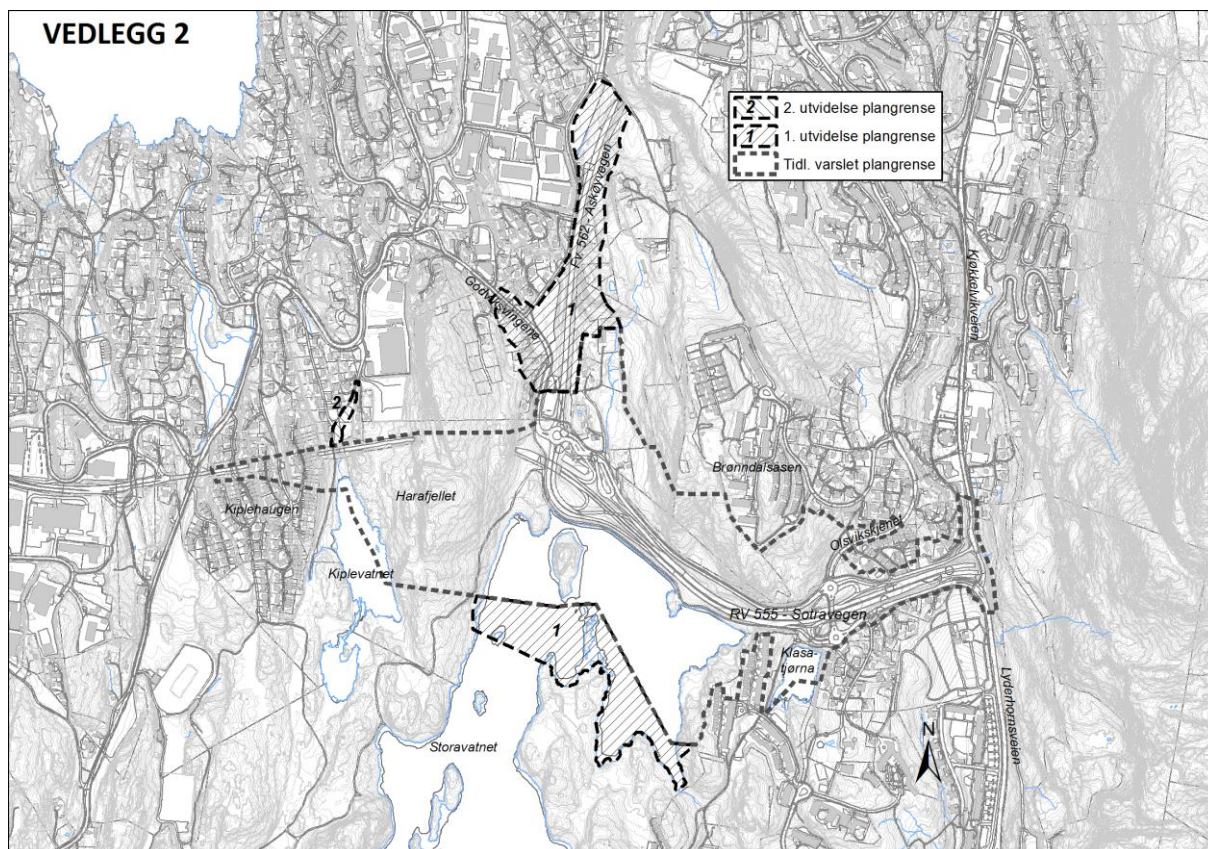 VEDLEGG 2
2 2. utvidelse plangrense
1 1. utvidelse plangrense
Tidl. varslet plangrense
FV 562 - Askøyvegen
Godviksvingene
1
Kjøkkelvikveien
2
Brønndalsåsen
Harafjellet
Kiplehaugen
Olsvikskjenet
Kiplevatnet
RV 555 - Sotravegen
1
Klasa-
tjørna
Lyderhornsveien
N
Storavatnet